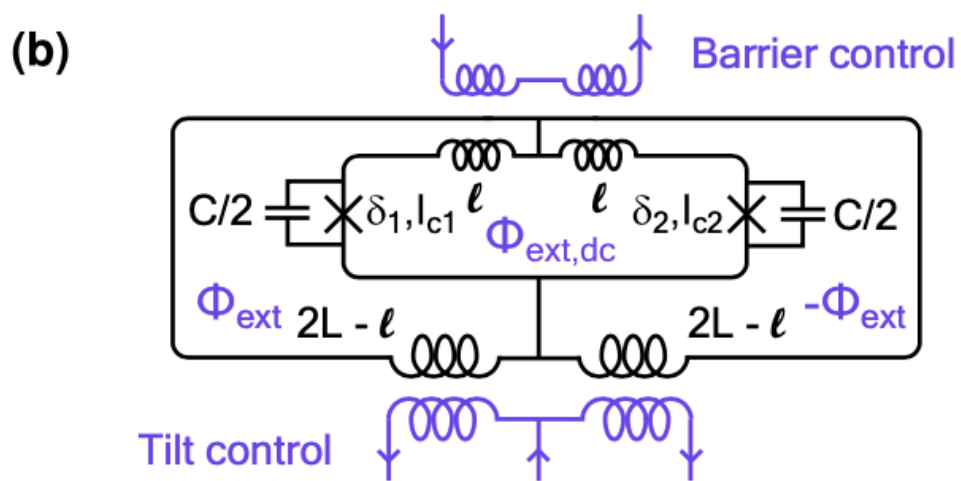 (b)
Barrier control
C/2
δ1,Ic1
ℓ
ℓ
δ2,Ic2
C/2
Φext,dc
Φext
2L - ℓ
2L - ℓ
-Φext
Tilt control